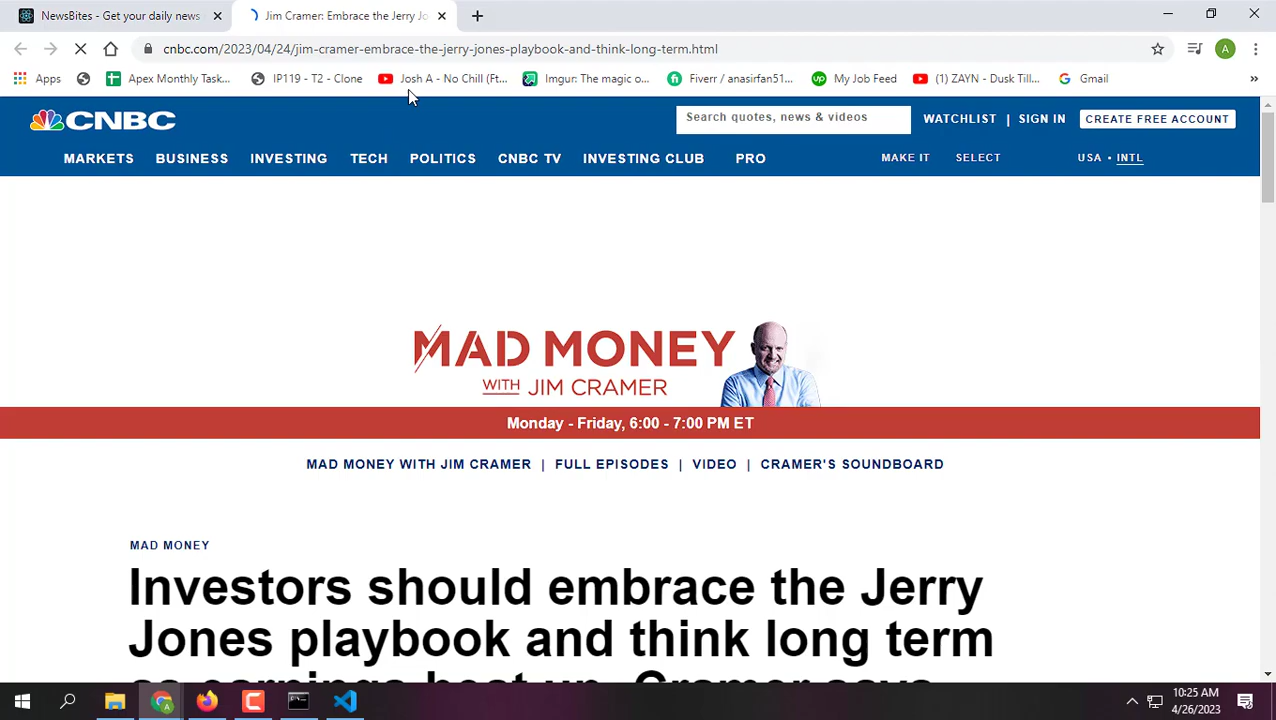 NewsBites - Get your daily news
Jim Cramer: Embrace the Jerry Jo
cnbc.com/2023/04/24/jim-cramer-embrace-the-jerry-jones-playbook-and-think-long-term.html
A
Apps
Apex Monthly Task...
IP119 - T2 - Clone
Josh A - No Chill (Ft...
Imgur: The magic o...
Fiverr / anasirfan51...
My Job Feed
(1) ZAYN - Dusk Till...
Gmail
CNBC
Search quotes, news & videos
WATCHLIST | SIGN IN
CREATE FREE ACCOUNT
MARKETS BUSINESS INVESTING TECH POLITICS CNBC TV INVESTING CLUB PRO MAKE IT SELECT USA • INTL
MAD MONEY
WITH JIM CRAMER
Monday - Friday, 6:00 - 7:00 PM ET
MAD MONEY WITH JIM CRAMER | FULL EPISODES | VIDEO | CRAMER'S SOUNDBOARD
MAD MONEY
Investors should embrace the Jerry
Jones playbook and think long term
as earnings heat up, Cramer says
10:25 AM
4/26/2023